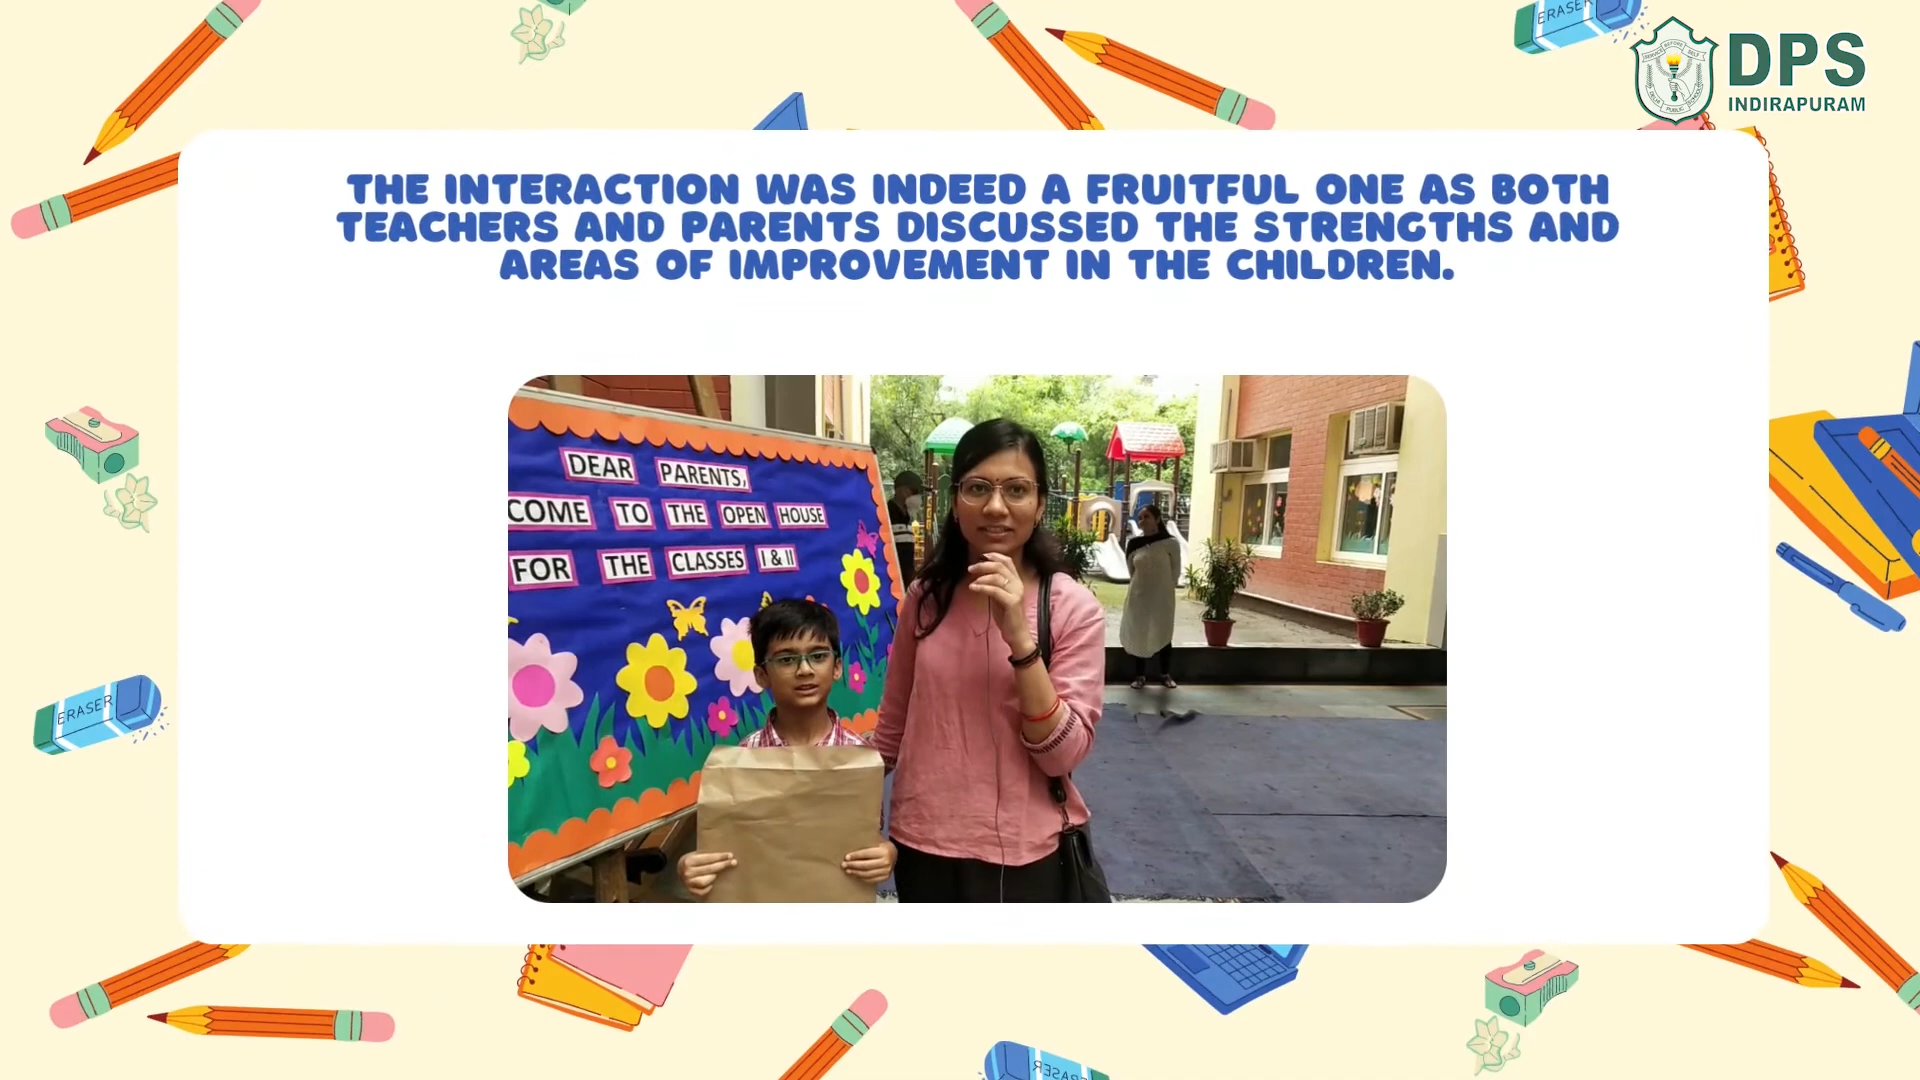 ERASER
DPS
INDIRAPURAM
THE INTERACTION WAS INDEED A FRUITFUL ONE AS BOTH
TEACHERS AND PARENTS DISCUSSED THE STRENGTHS AND
AREAS OF IMPROVEMENT IN THE CHILDREN.
DEAR PARENTS,
COME TO THE OPEN HOUSE
FOR THE CLASSES I & II
ERASER
ERASER